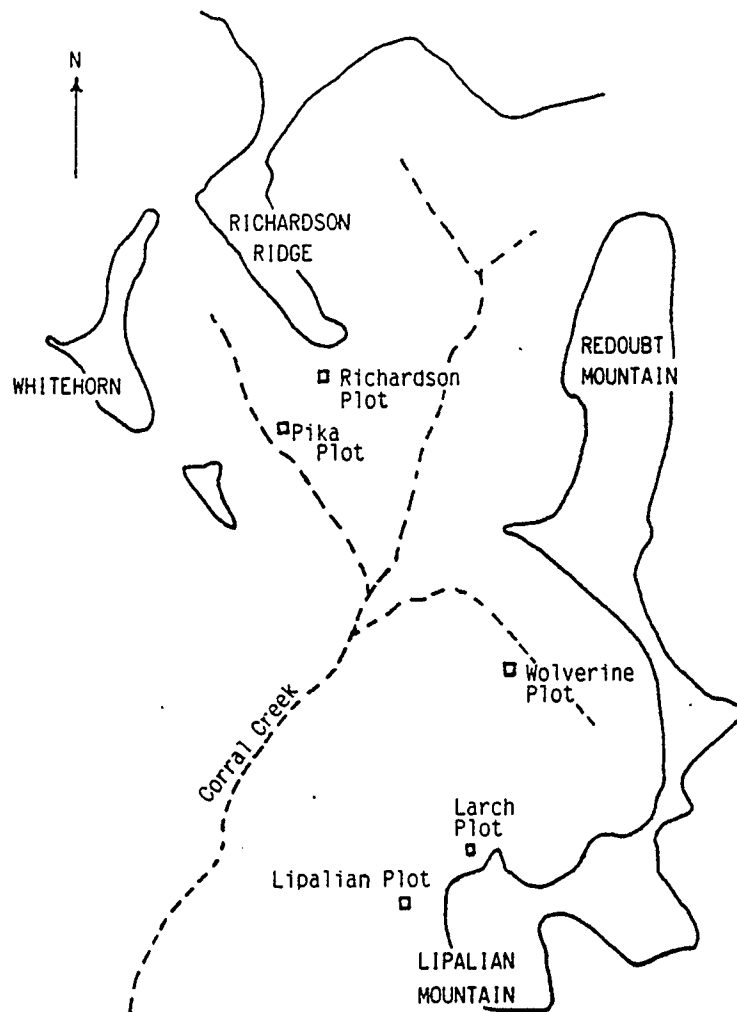 N
RICHARDSON
RIDGE
REDOUBT
MOUNTAIN
WHITEHORN
Richardson
Plot
Pika
Plot
Wolverine
Plot
Corral Creek
Larch
Plot
Lipalian Plot
LIPALIAN
MOUNTAIN